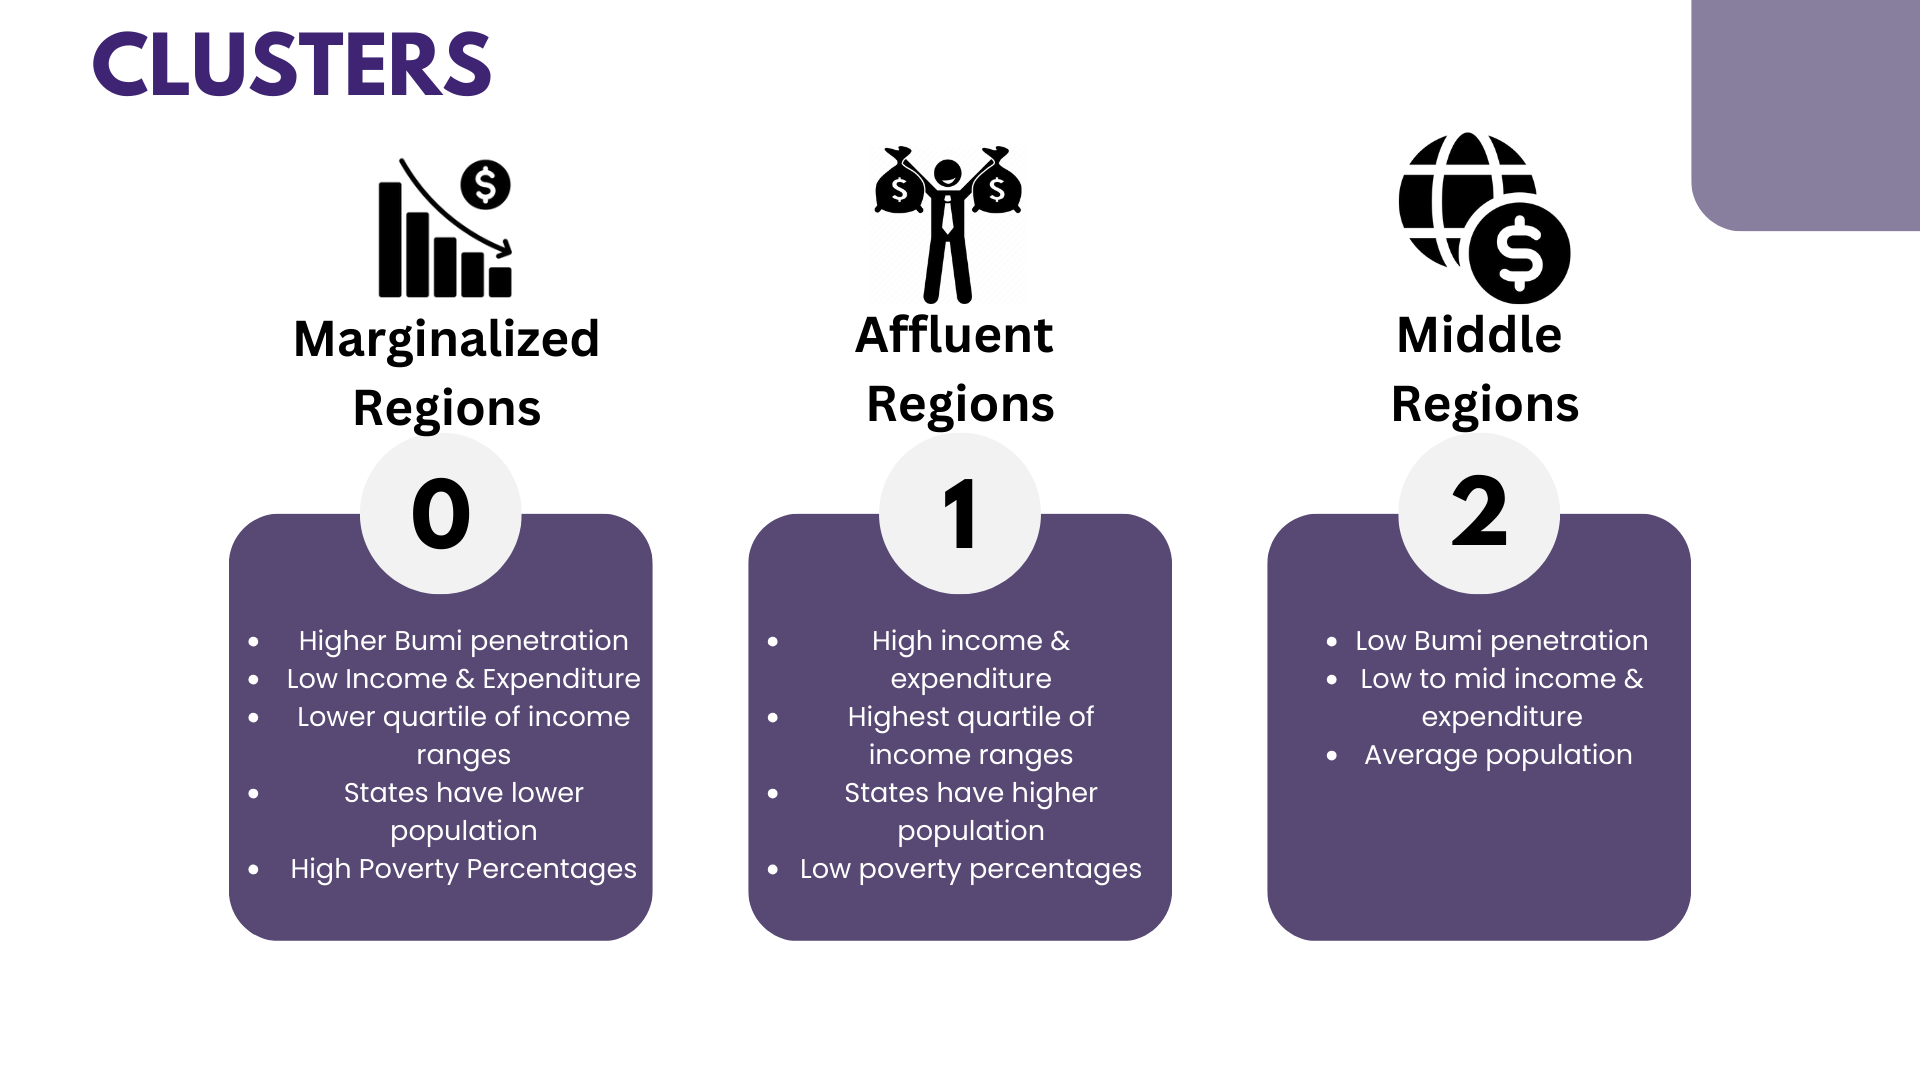 CLUSTERS
$
Marginalized
Regions
0
• Higher Bumi penetration
• Low Income & Expenditure
• Lower quartile of income
ranges
• States have lower
population
• High Poverty Percentages
$ $
Affluent
Regions
1
• High income &
expenditure
• Highest quartile of
income ranges
• States have higher
population
• Low poverty percentages
$
Middle
Regions
2
• Low Bumi penetration
• Low to mid income &
expenditure
• Average population